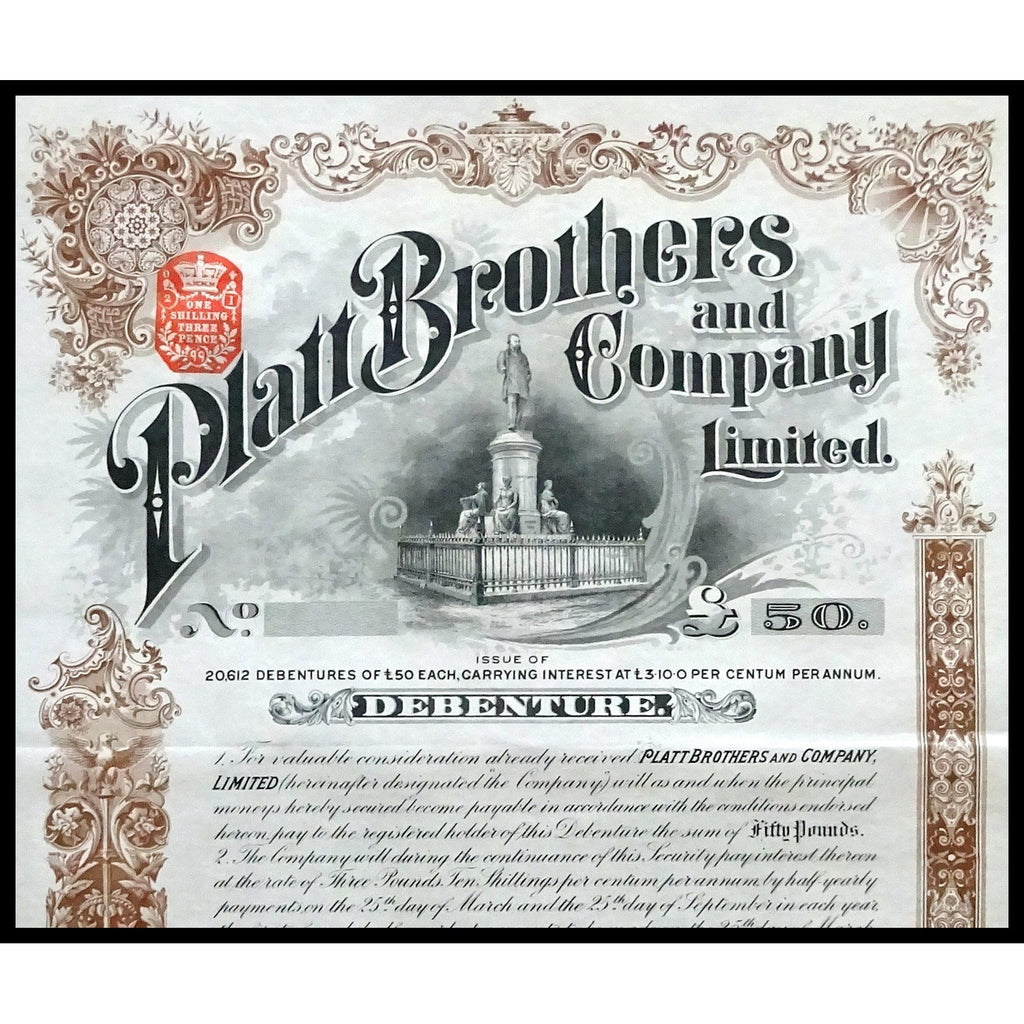 Platt Brothers
and
Company
Limited.
ONE
SHILLING
THREE
PENCE
99
No
£ 50.
ISSUE OF
20,612 DEBENTURES OF £50 EACH, CARRYING INTEREST AT £3·10·0 PER CENTUM PER ANNUM.
DEBENTURE.
1. For valuable consideration already received PLATT BROTHERS AND COMPANY,
LIMITED (hereinafter designated the Company) will as and when the principal
moneys hereby secured become payable in accordance with the conditions endorsed
hereon, pay to the registered holder of this Debenture the sum of Fifty Pounds.
2. The Company will during the continuance of this Security pay interest thereon
at the rate of Three Pounds Ten Shillings per centum per annum, by half-yearly
payments, on the 25th day of March and the 25th day of September in each year,